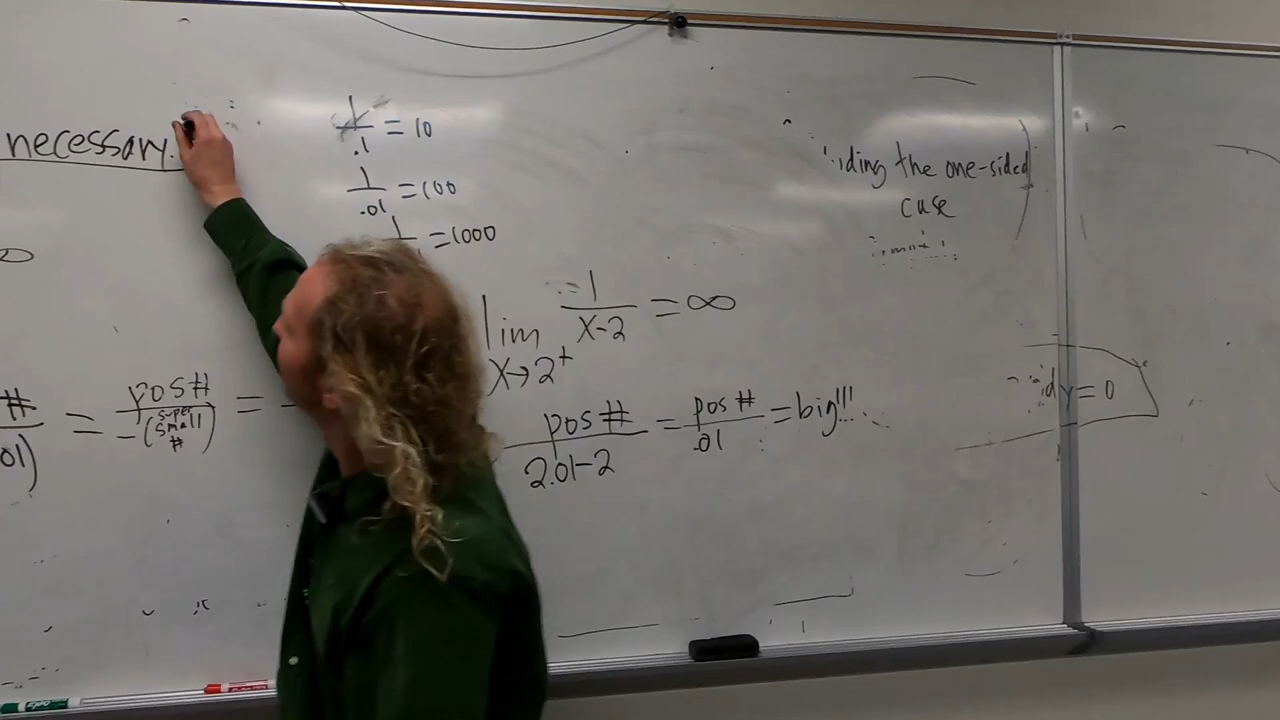 necessary.
1/.1 = 10
1/.01 = 100
1 = 1000
iding the one-sided
case
lim 1/(x-2) = ∞
x→2⁺
# = pos # / -(super small #) =
01)
pos # / 2.01-2 = pos # / .01 = big!!!
y = 0